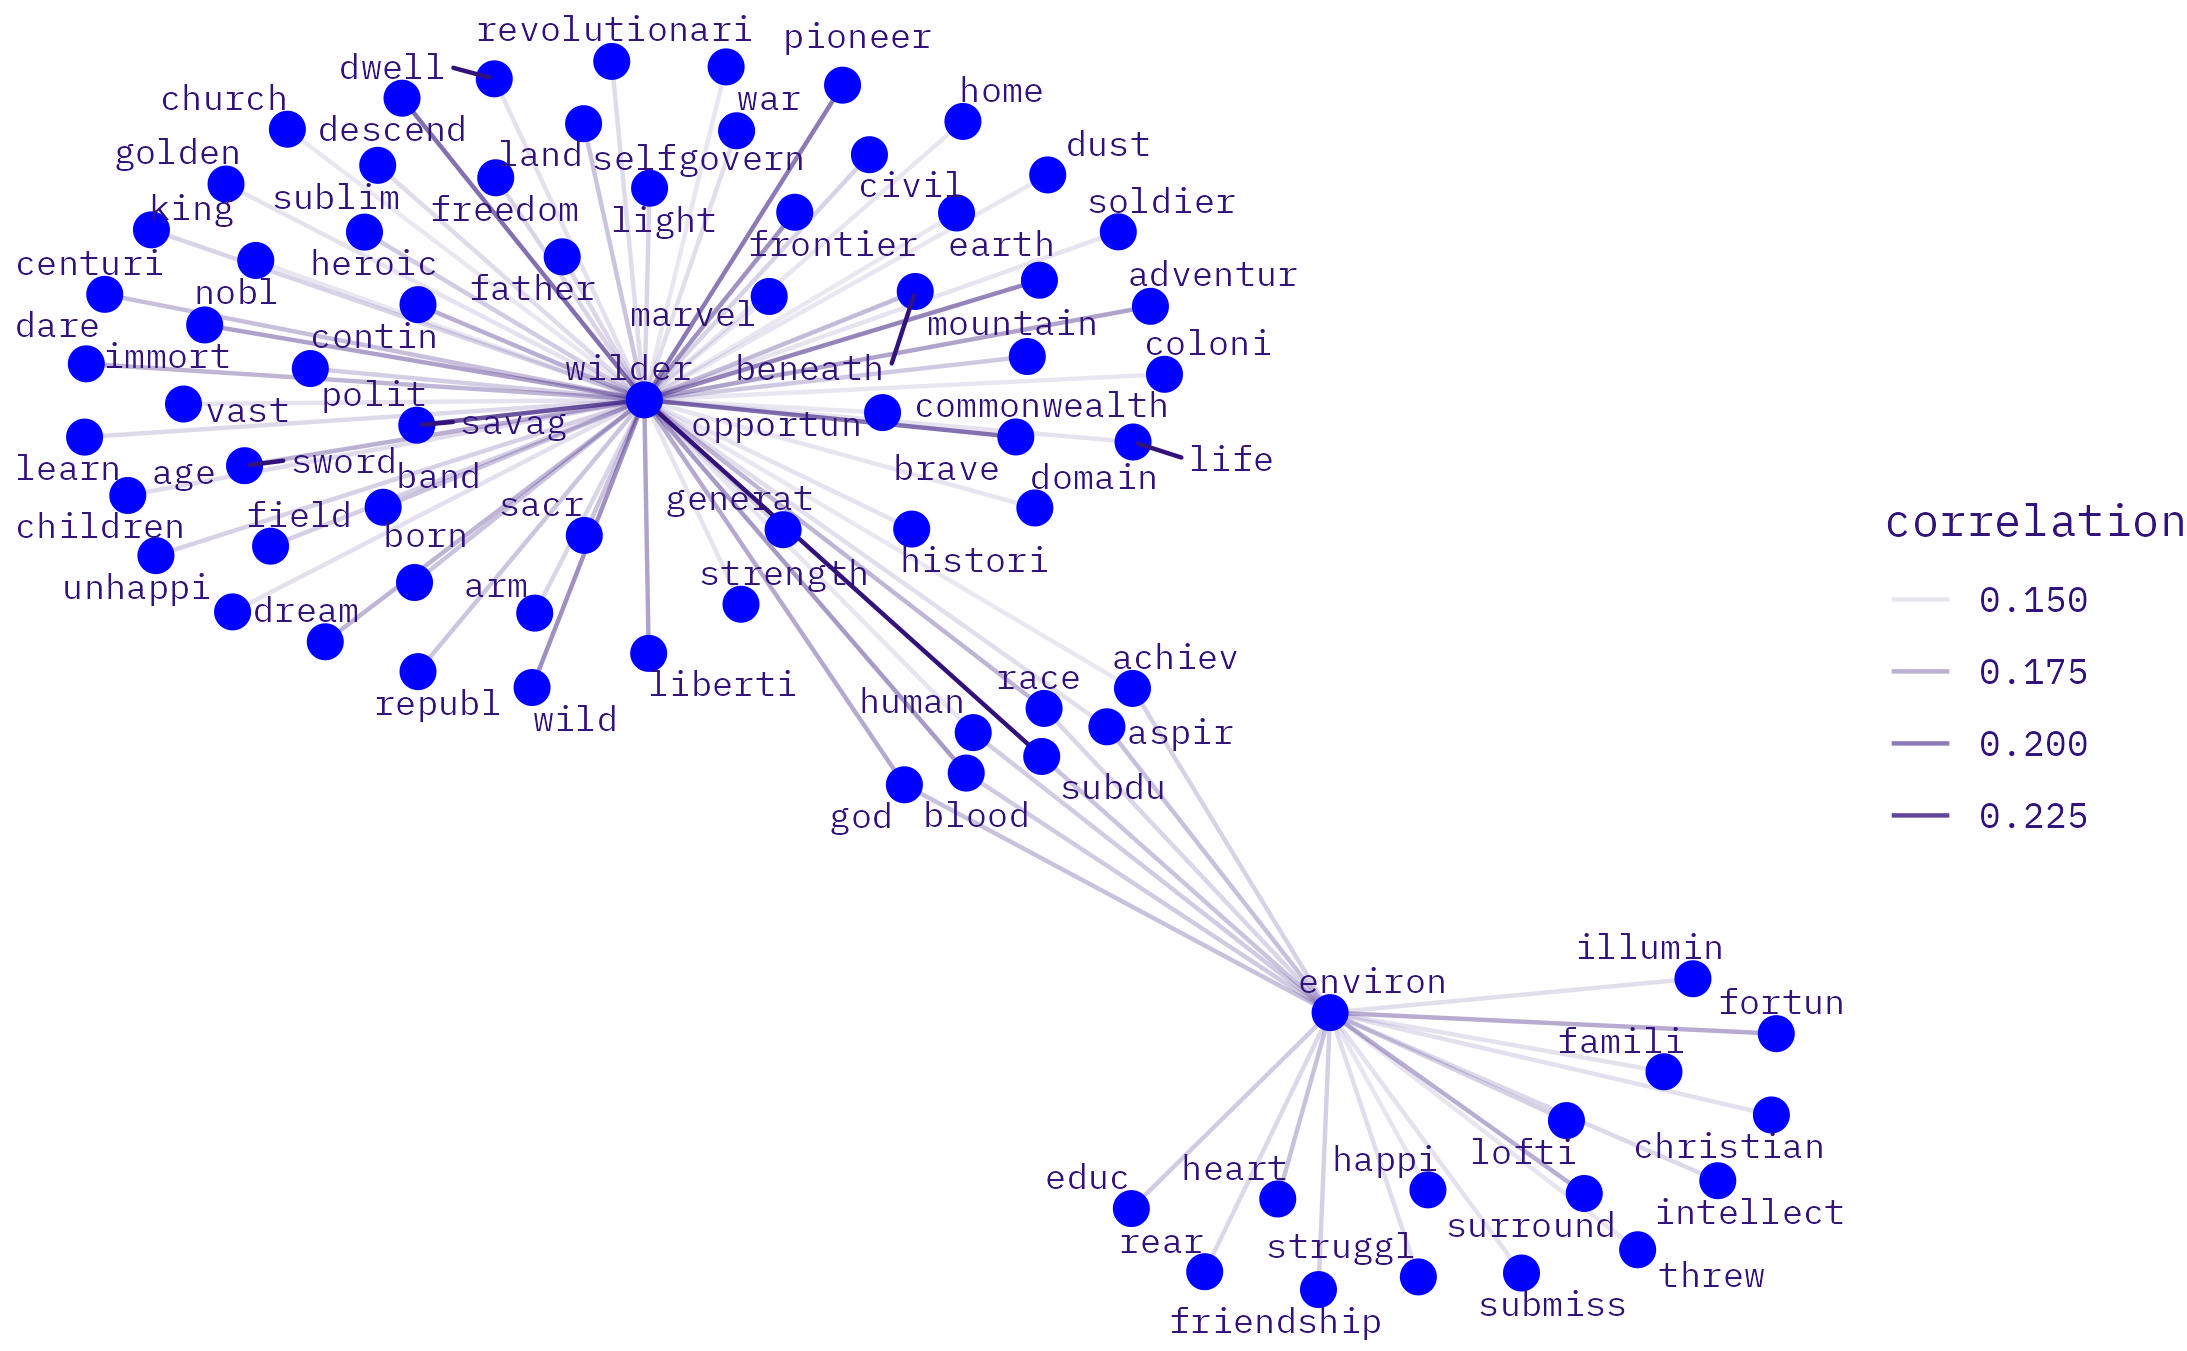 revolutionari
pioneer
dwell
home
church
war
descend
dust
golden
land
selfgovern
civil
king
sublim
freedom
light
soldier
centuri
heroic
frontier
earth
nobl
father
adventur
dare
contin
marvel
mountain
immort
wilder
beneath
coloni
vast
polit
savag
opportun
commonwealth
learn
age
sword
band
brave
domain
life
children
field
sacr
generat
born
histori
unhappi
dream
arm
strength
republ
wild
liberti
human
race
achiev
aspir
god
blood
subdu
correlation
0.150
0.175
0.200
0.225
environ
illumin
fortun
famili
educ
heart
happi
lofti
christian
rear
struggl
surround
intellect
friendship
submiss
threw